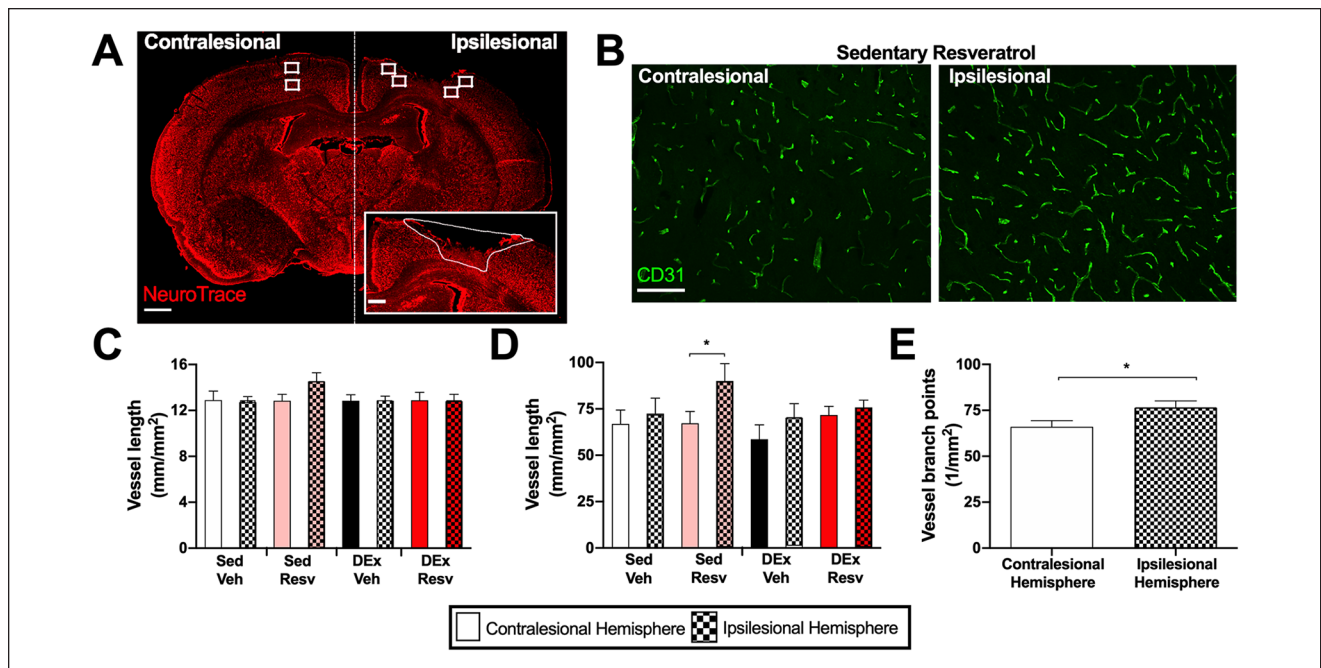 A
Contralesional
Ipsilesional
NeuroTrace
B
Sedentary Resveratrol
Contralesional
Ipsilesional
CD31
C
Vessel length
(mm/mm²)
16
12
8
4
0
Sed
Veh
Sed
Resv
DEx
Veh
DEx
Resv
D
Vessel length
(mm/mm²)
100
75
50
25
0
*
Sed
Veh
Sed
Resv
DEx
Veh
DEx
Resv
E
Vessel branch points
(1/mm²)
100
75
50
25
0
*
Contralesional
Hemisphere
Ipsilesional
Hemisphere
Contralesional Hemisphere
Ipsilesional Hemisphere